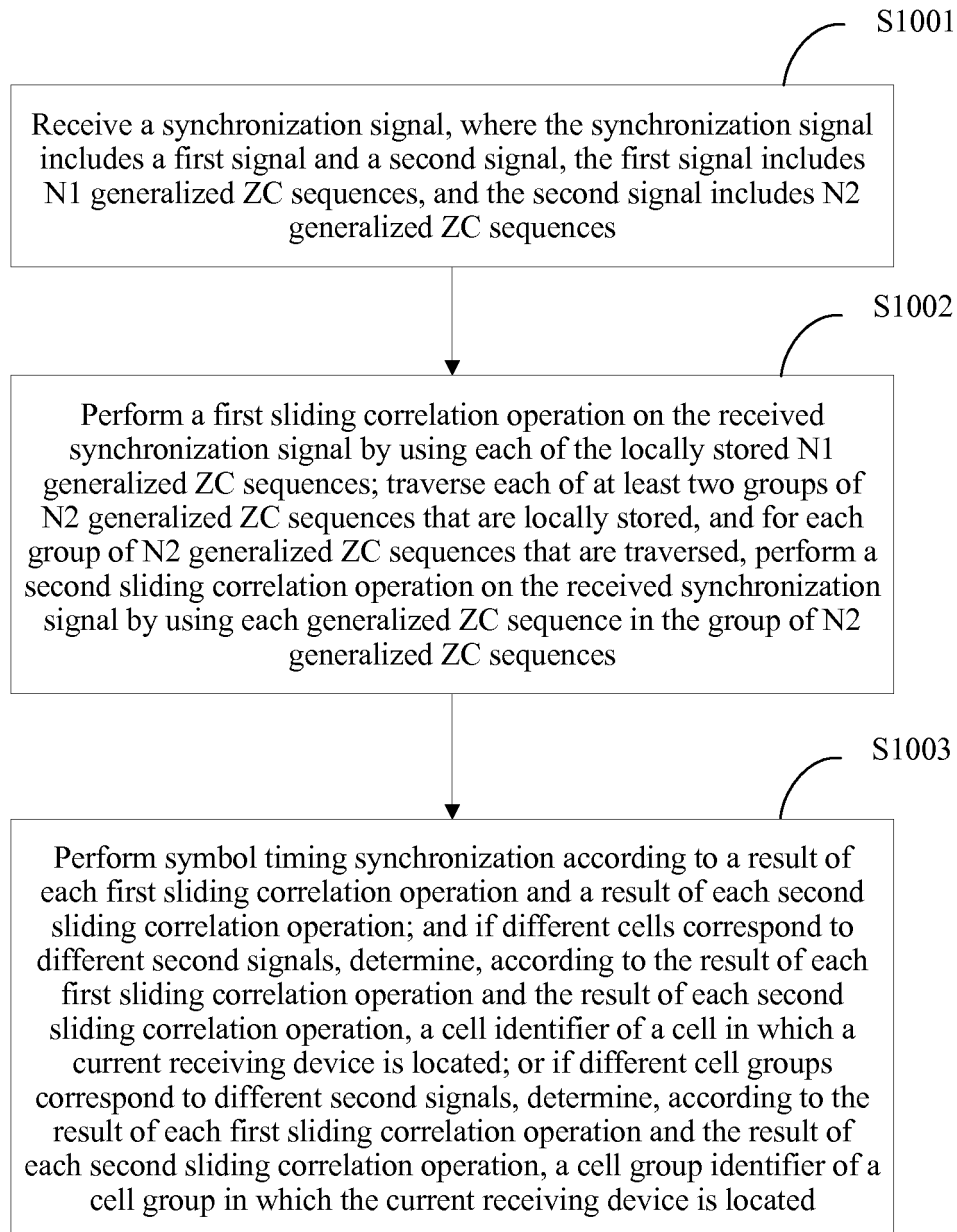 S1001
Receive a synchronization signal, where the synchronization signal
includes a first signal and a second signal, the first signal includes
N1 generalized ZC sequences, and the second signal includes N2
generalized ZC sequences
S1002
Perform a first sliding correlation operation on the received
synchronization signal by using each of the locally stored N1
generalized ZC sequences; traverse each of at least two groups of
N2 generalized ZC sequences that are locally stored, and for each
group of N2 generalized ZC sequences that are traversed, perform a
second sliding correlation operation on the received synchronization
signal by using each generalized ZC sequence in the group of N2
generalized ZC sequences
S1003
Perform symbol timing synchronization according to a result of
each first sliding correlation operation and a result of each second
sliding correlation operation; and if different cells correspond to
different second signals, determine, according to the result of each
first sliding correlation operation and the result of each second
sliding correlation operation, a cell identifier of a cell in which a
current receiving device is located; or if different cell groups
correspond to different second signals, determine, according to the
result of each first sliding correlation operation and the result of
each second sliding correlation operation, a cell group identifier of a
cell group in which the current receiving device is located